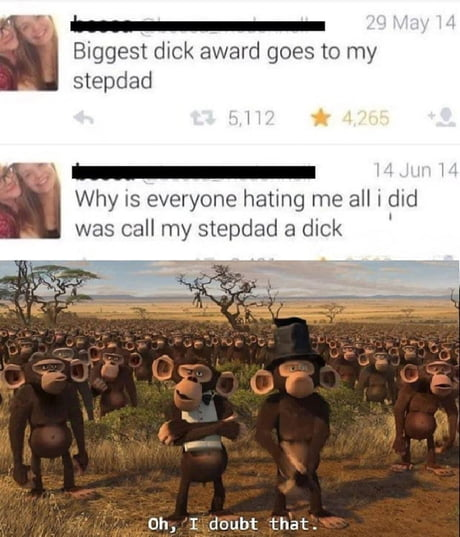 29 May 14
Biggest dick award goes to my
stepdad
5,112 4,265
14 Jun 14
Why is everyone hating me all i did
was call my stepdad a dick
Oh, I doubt that.